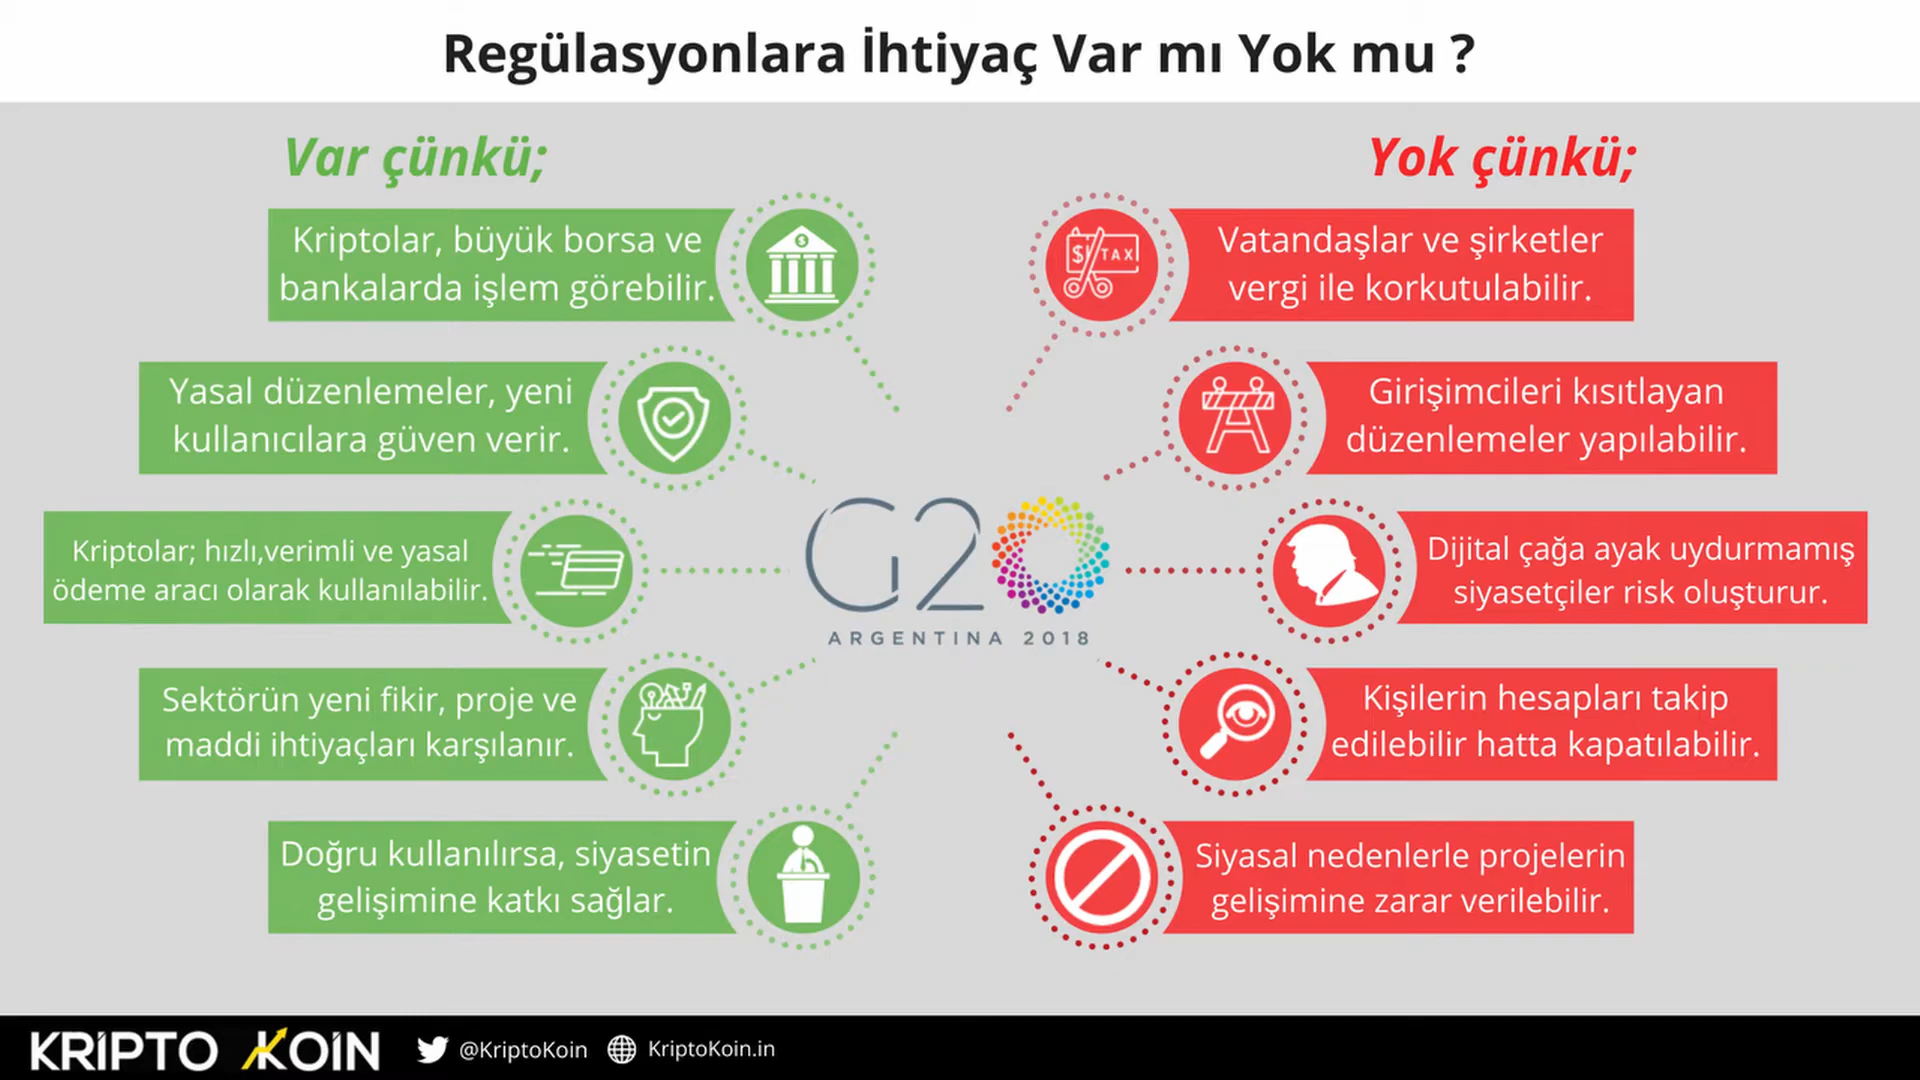 Regülasyonlara İhtiyaç Var mı Yok mu ?
Var çünkü;
Kriptolar, büyük borsa ve
bankalarda işlem görebilir.
Yasal düzenlemeler, yeni
kullanıcılara güven verir.
Kriptolar; hızlı,verimli ve yasal
ödeme aracı olarak kullanılabilir.
Sektörün yeni fikir, proje ve
maddi ihtiyaçları karşılanır.
Doğru kullanılırsa, siyasetin
gelişimine katkı sağlar.
G20
ARGENTINA 2018
Yok çünkü;
$ TAX
Vatandaşlar ve şirketler
vergi ile korkutulabilir.
Girişimcileri kısıtlayan
düzenlemeler yapılabilir.
Dijital çağa ayak uydurmamış
siyasetçiler risk oluşturur.
Kişilerin hesapları takip
edilebilir hatta kapatılabilir.
Siyasal nedenlerle projelerin
gelişimine zarar verilebilir.
KRİPTO KOİN @KriptoKoin KriptoKoin.in